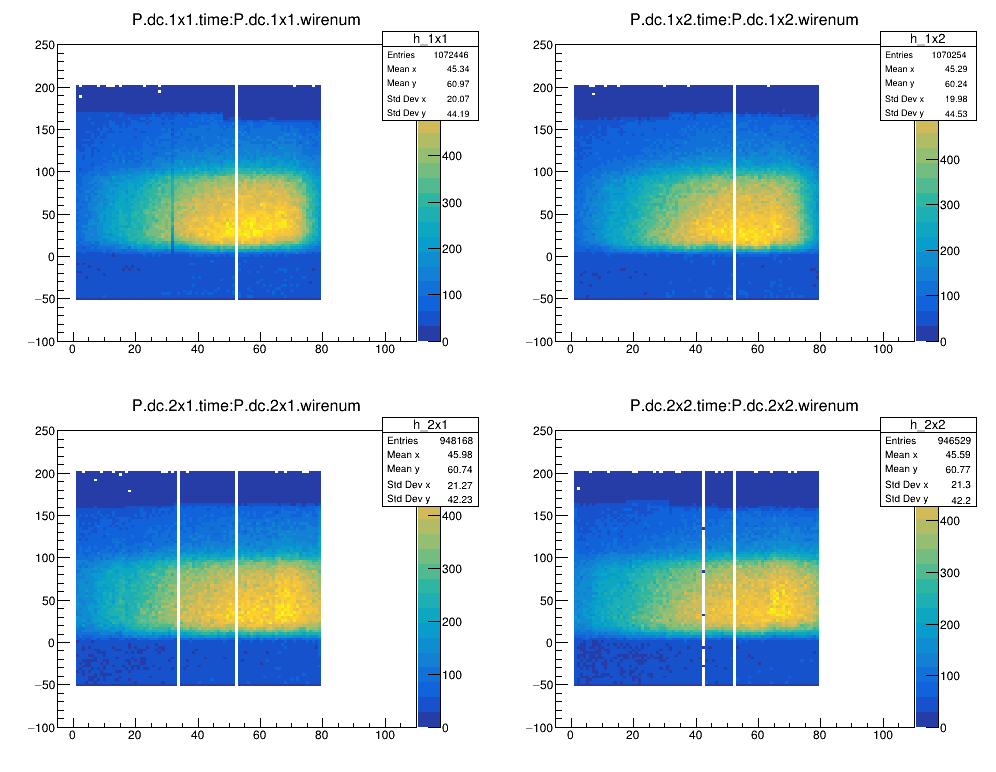 P.dc.1x1.time:P.dc.1x1.wirenum
h_1x1
Entries 1072446
Mean x 45.34
Mean y 60.97
Std Dev x 20.07
Std Dev y 44.19
250
200
150
100
50
0
−50
−100
0 20 40 60 80 100
400
300
200
100
0
P.dc.1x2.time:P.dc.1x2.wirenum
h_1x2
Entries 1070254
Mean x 45.29
Mean y 60.24
Std Dev x 19.98
Std Dev y 44.53
250
200
150
100
50
0
−50
−100
0 20 40 60 80 100
400
300
200
100
0
P.dc.2x1.time:P.dc.2x1.wirenum
h_2x1
Entries 948168
Mean x 45.98
Mean y 60.74
Std Dev x 21.27
Std Dev y 42.23
250
200
150
100
50
0
−50
−100
0 20 40 60 80 100
400
300
200
100
0
P.dc.2x2.time:P.dc.2x2.wirenum
h_2x2
Entries 946529
Mean x 45.59
Mean y 60.77
Std Dev x 21.3
Std Dev y 42.2
250
200
150
100
50
0
−50
−100
0 20 40 60 80 100
400
300
200
100
0